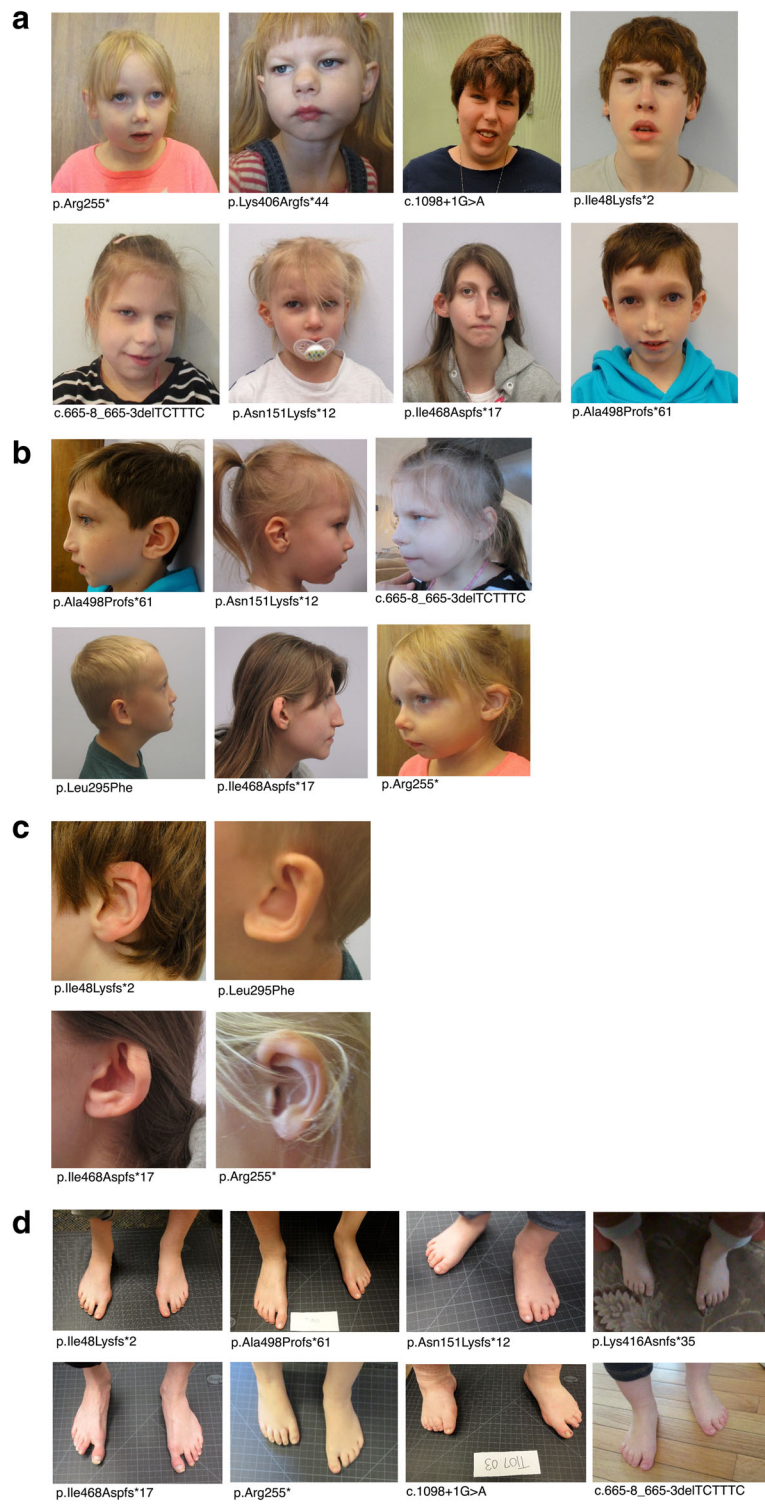 a
p.Arg255*
p.Lys406Argfs*44
c.1098+1G>A
p.Ile48Lysfs*2
c.665-8_665-3delTCTTTC
p.Asn151Lysfs*12
p.Ile468Aspfs*17
p.Ala498Profs*61
b
p.Ala498Profs*61
p.Asn151Lysfs*12
c.665-8_665-3delTCTTTC
p.Leu295Phe
p.Ile468Aspfs*17
p.Arg255*
c
p.Ile48Lysfs*2
p.Leu295Phe
p.Ile468Aspfs*17
p.Arg255*
d
p.Ile48Lysfs*2
p.Ala498Profs*61
p.Asn151Lysfs*12
p.Lys416Asnfs*35
T107.03
p.Ile468Aspfs*17
p.Arg255*
c.1098+1G>A
c.665-8_665-3delTCTTTC